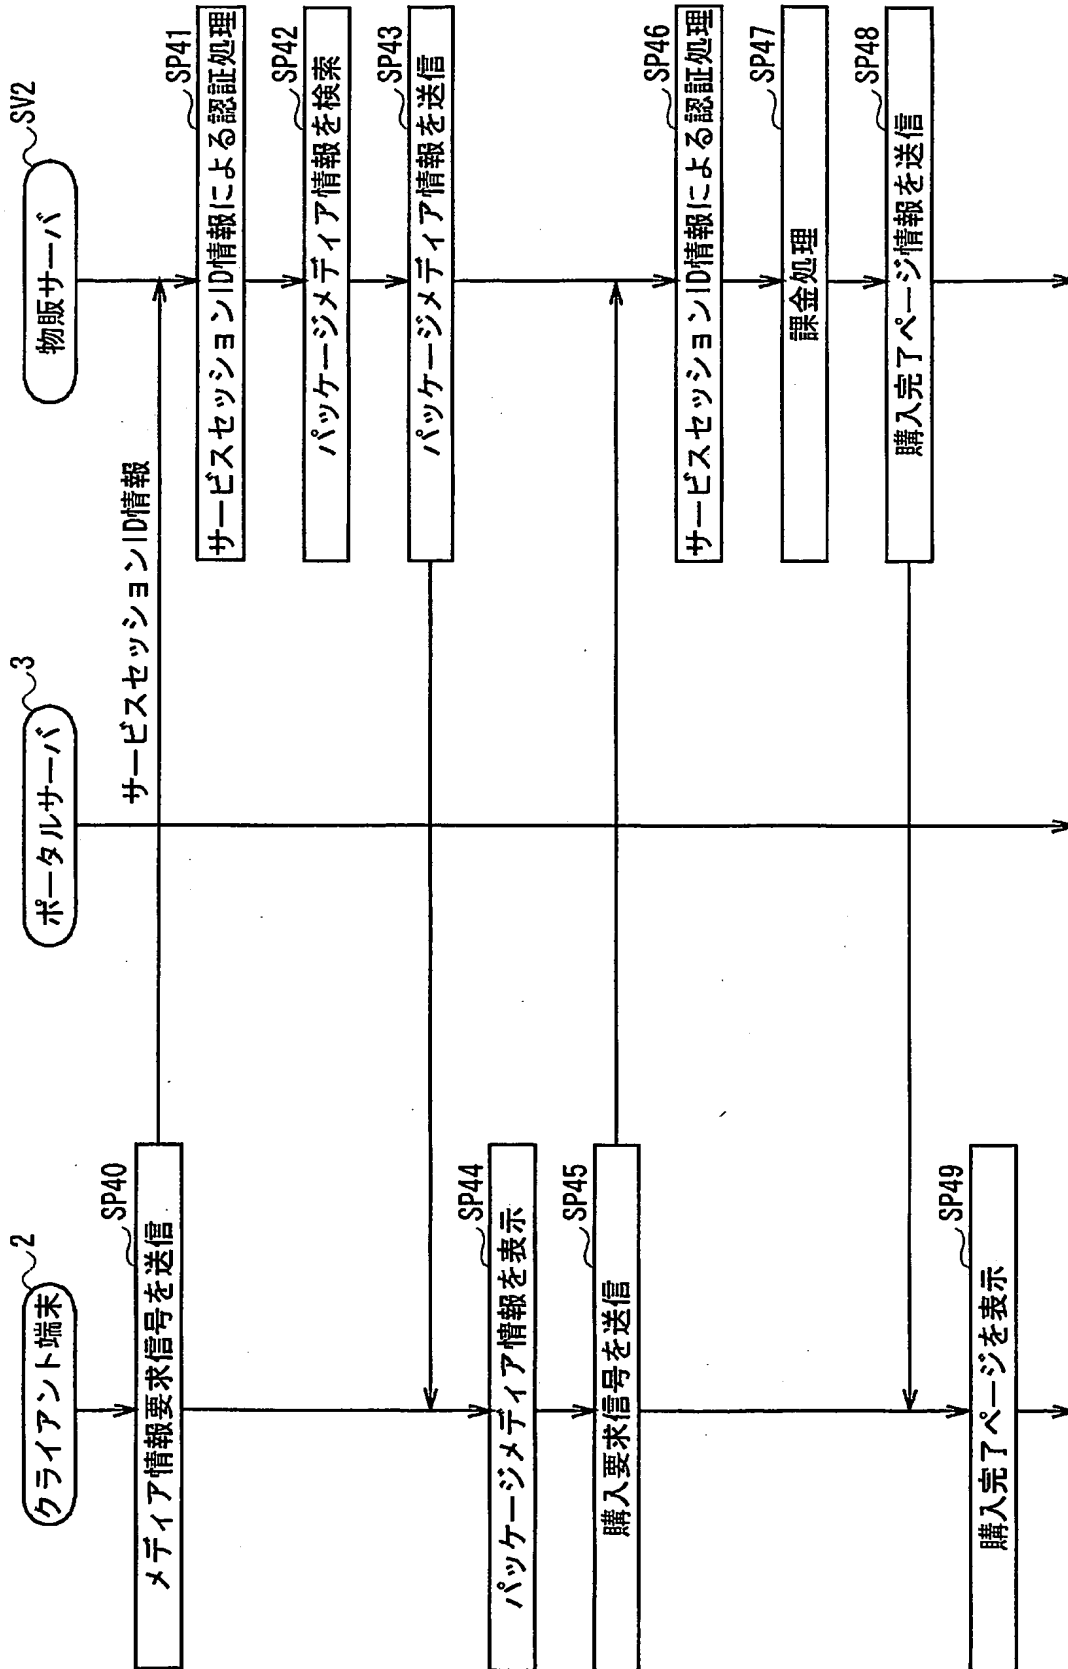 クライアント端末
2
ポータルサーバ
3
物販サーバ
SV2
SP40
メディア情報要求信号を送信
サービスセッションID情報
SP41
サービスセッションID情報による認証処理
SP42
パッケージメディア情報を検索
SP43
パッケージメディア情報を送信
SP44
パッケージメディア情報を表示
SP45
購入要求信号を送信
SP46
サービスセッションID情報による認証処理
SP47
課金処理
SP48
購入完了ページ情報を送信
SP49
購入完了ページを表示